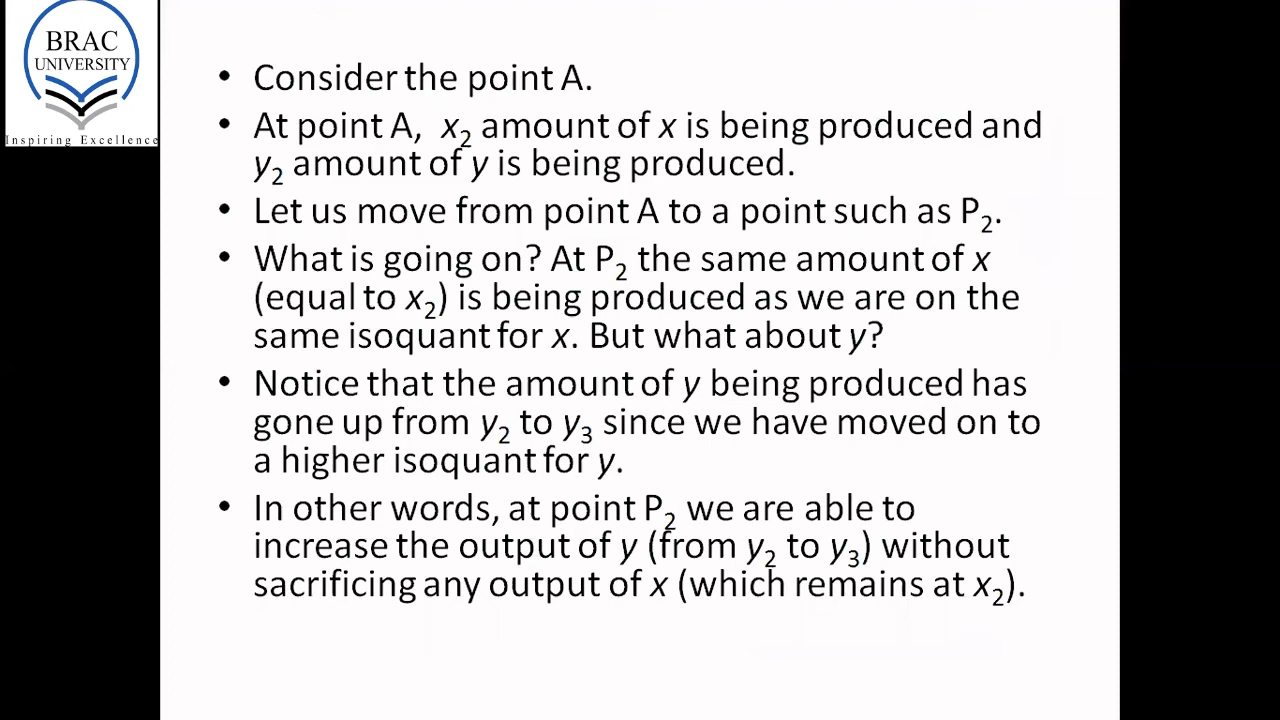 BRAC
UNIVERSITY
Inspiring Excellence
• Consider the point A.
• At point A, x₂ amount of x is being produced and
y₂ amount of y is being produced.
• Let us move from point A to a point such as P₂.
• What is going on? At P₂ the same amount of x
(equal to x₂) is being produced as we are on the
same isoquant for x. But what about y?
• Notice that the amount of y being produced has
gone up from y₂ to y₃ since we have moved on to
a higher isoquant for y.
• In other words, at point P₂ we are able to
increase the output of y (from y₂ to y₃) without
sacrificing any output of x (which remains at x₂).